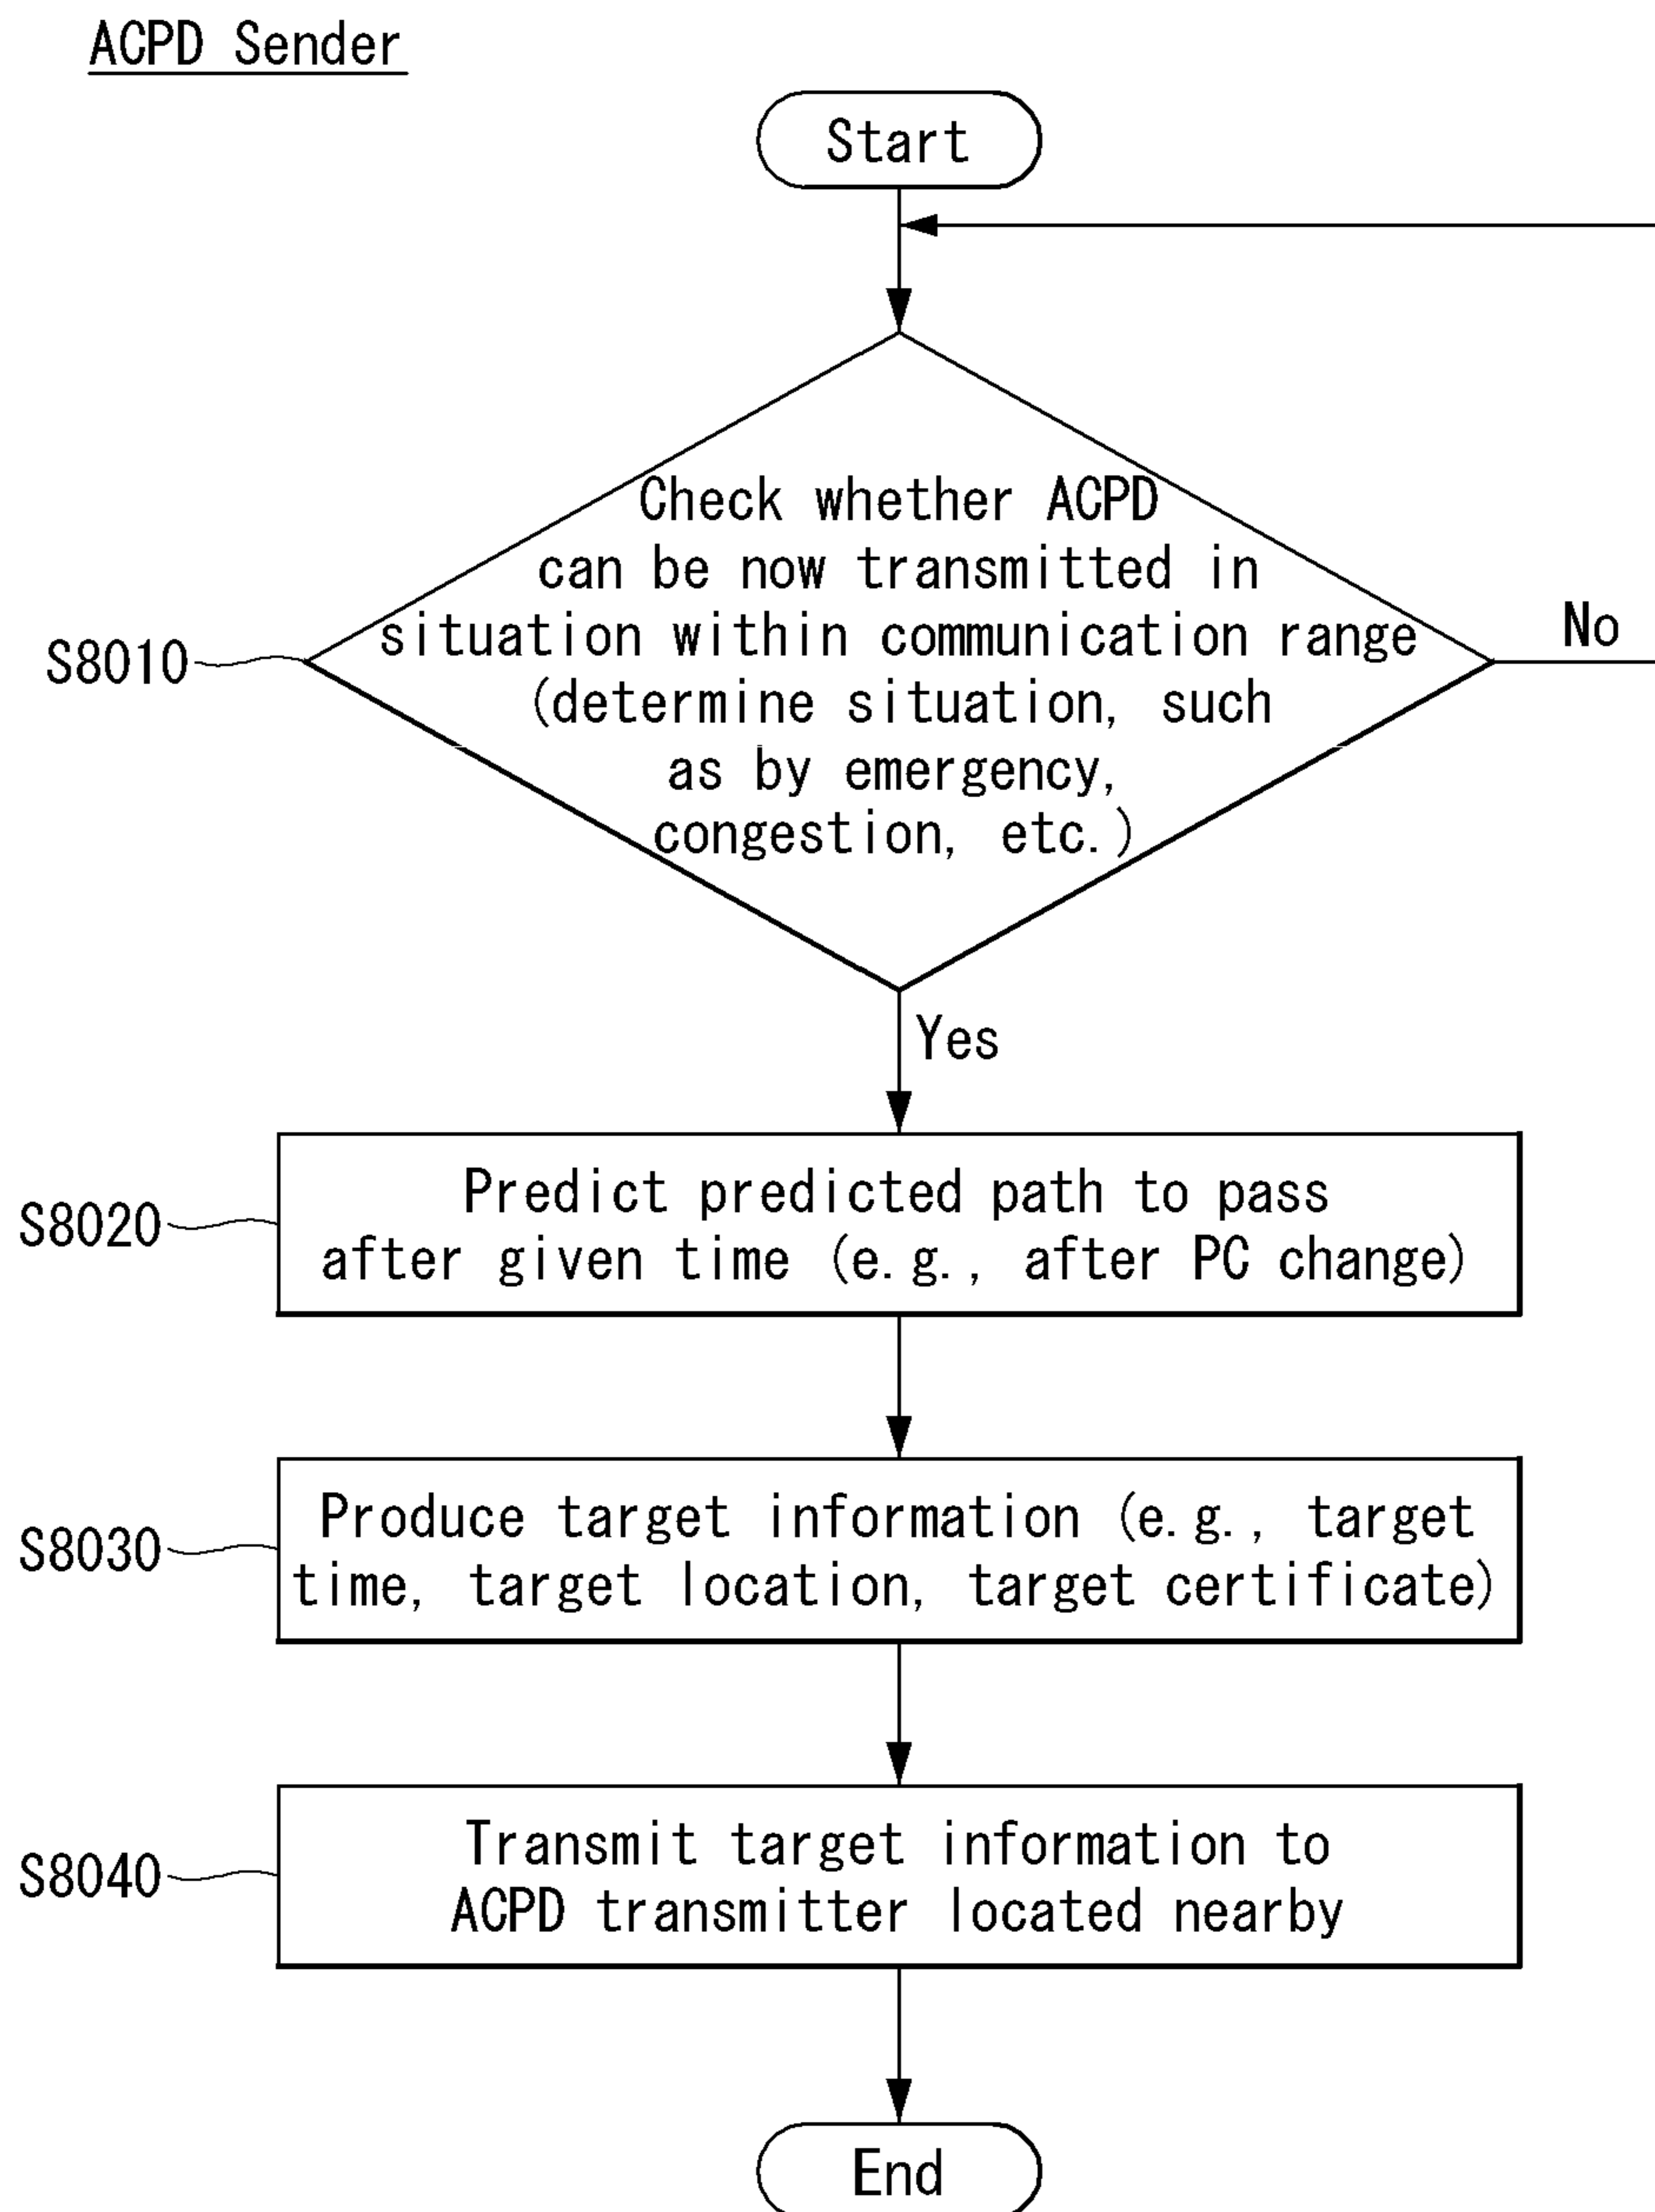 ACPD Sender
Start
Check whether ACPD
can be now transmitted in
situation within communication range
(determine situation, such
as by emergency,
congestion, etc.)
S8010
No
Yes
S8020
Predict predicted path to pass
after given time (e.g., after PC change)
S8030
Produce target information (e.g., target
time, target location, target certificate)
S8040
Transmit target information to
ACPD transmitter located nearby
End